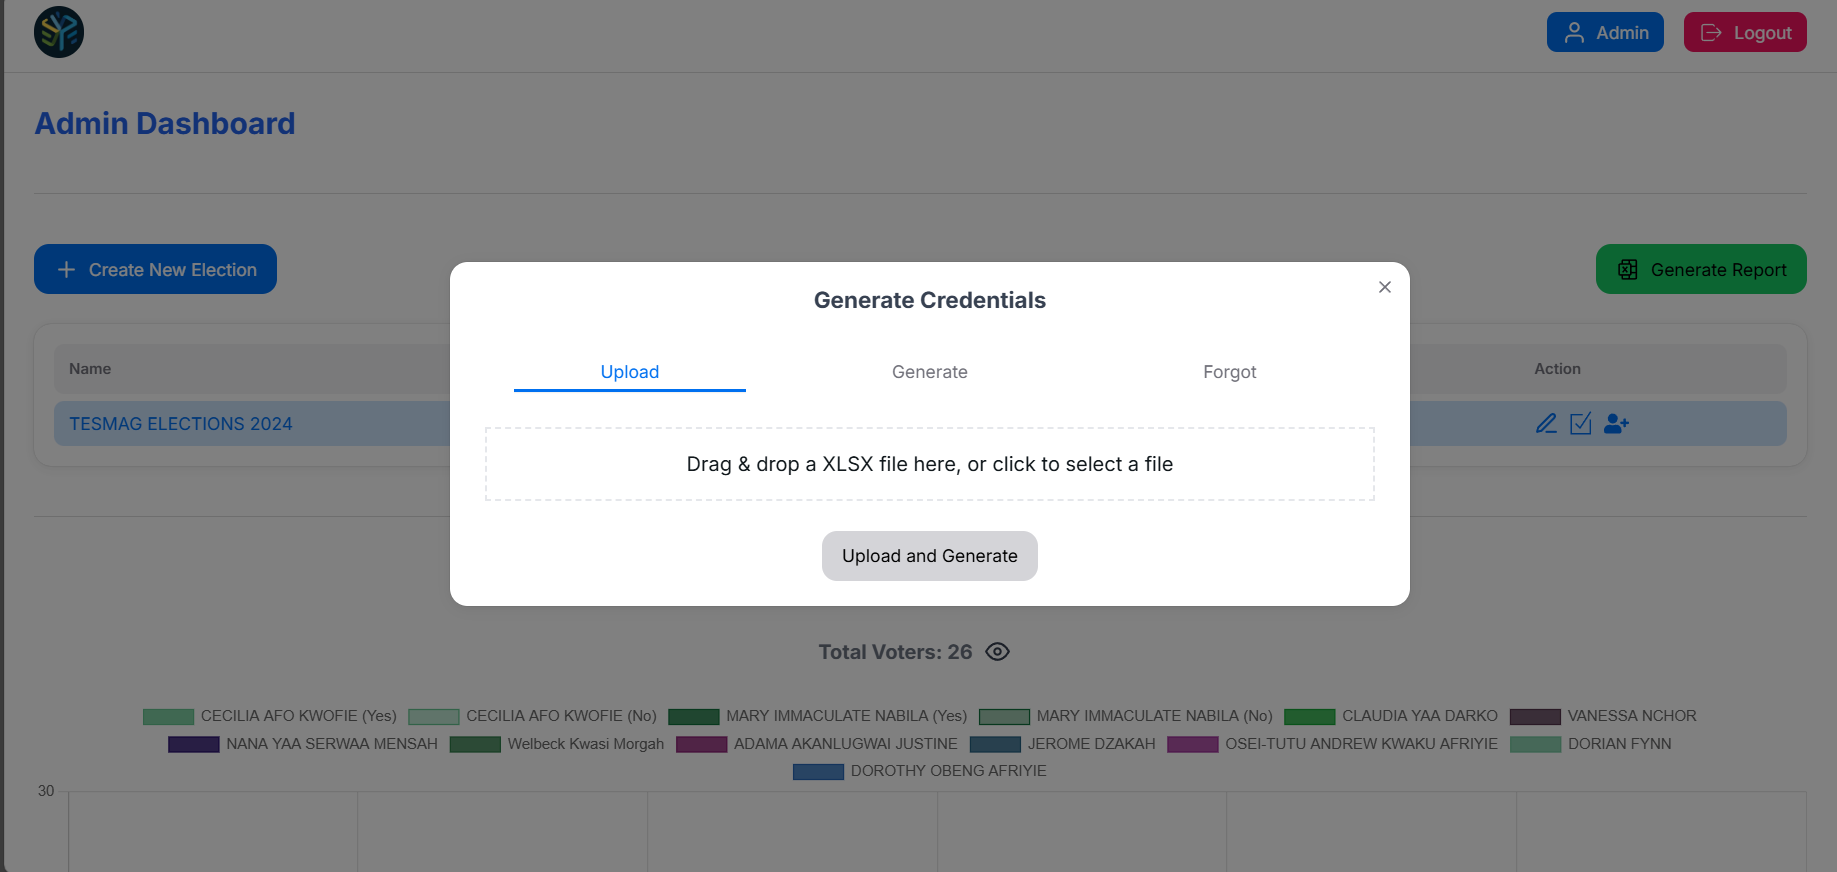 Admin
Logout
Admin Dashboard
Create New Election
Generate Report
Generate Credentials
Upload Generate Forgot
Drag & drop a XLSX file here, or click to select a file
Upload and Generate
Name Action
TESMAG ELECTIONS 2024
Total Voters: 26
CECILIA AFO KWOFIE (Yes) CECILIA AFO KWOFIE (No) MARY IMMACULATE NABILA (Yes) MARY IMMACULATE NABILA (No) CLAUDIA YAA DARKO VANESSA NCHOR
NANA YAA SERWAA MENSAH Welbeck Kwasi Morgah ADAMA AKANLUGWAI JUSTINE JEROME DZAKAH OSEI-TUTU ANDREW KWAKU AFRIYIE DORIAN FYNN
DOROTHY OBENG AFRIYIE
30